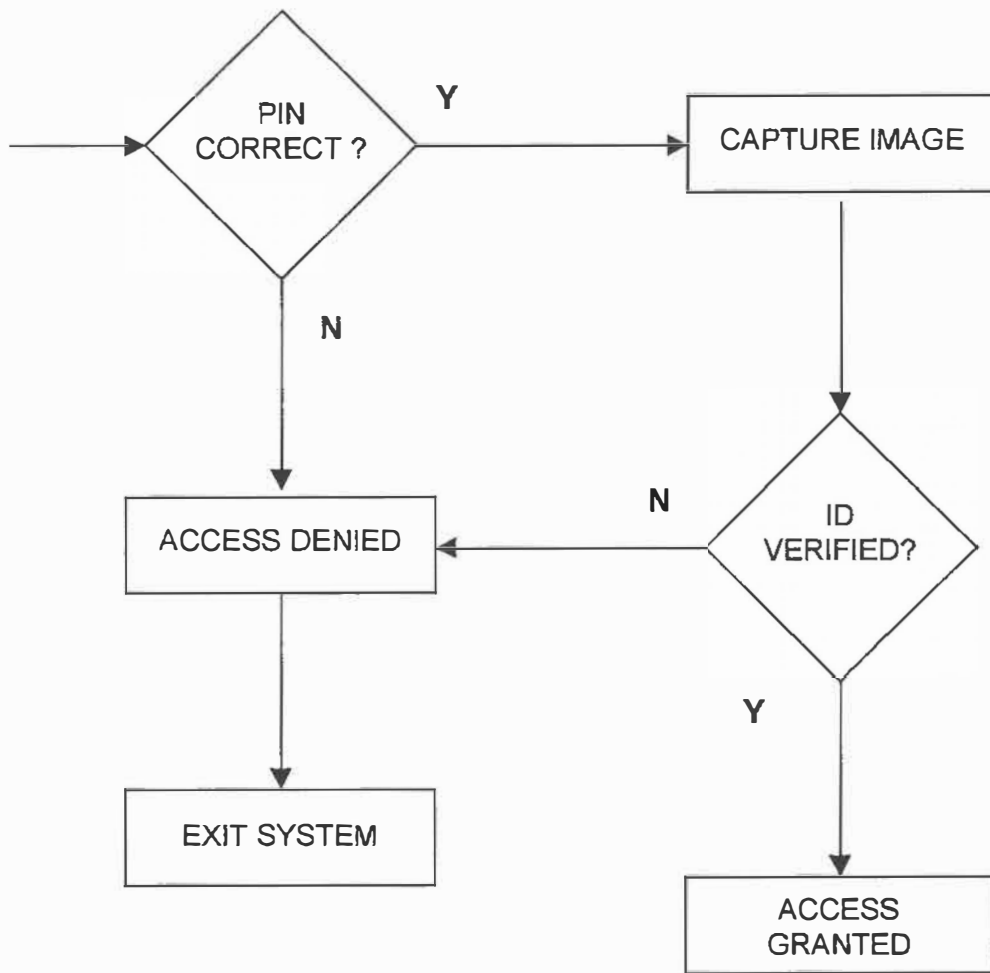 PIN
CORRECT ?
Y
CAPTURE IMAGE
N
ACCESS DENIED
N
ID
VERIFIED?
Y
EXIT SYSTEM
ACCESS
GRANTED